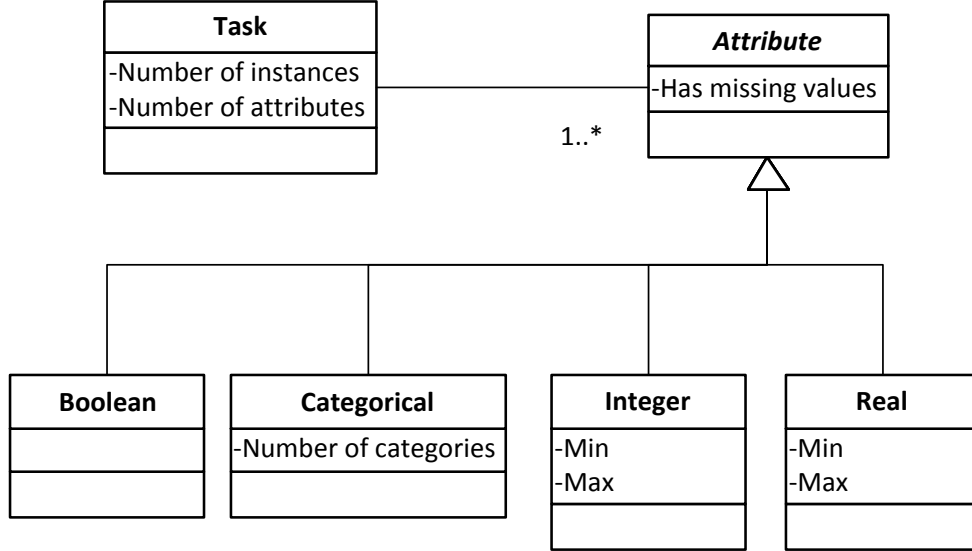 Task
-Number of instances
-Number of attributes
Attribute
-Has missing values
1..*
Boolean
Categorical
-Number of categories
Integer
-Min
-Max
Real
-Min
-Max